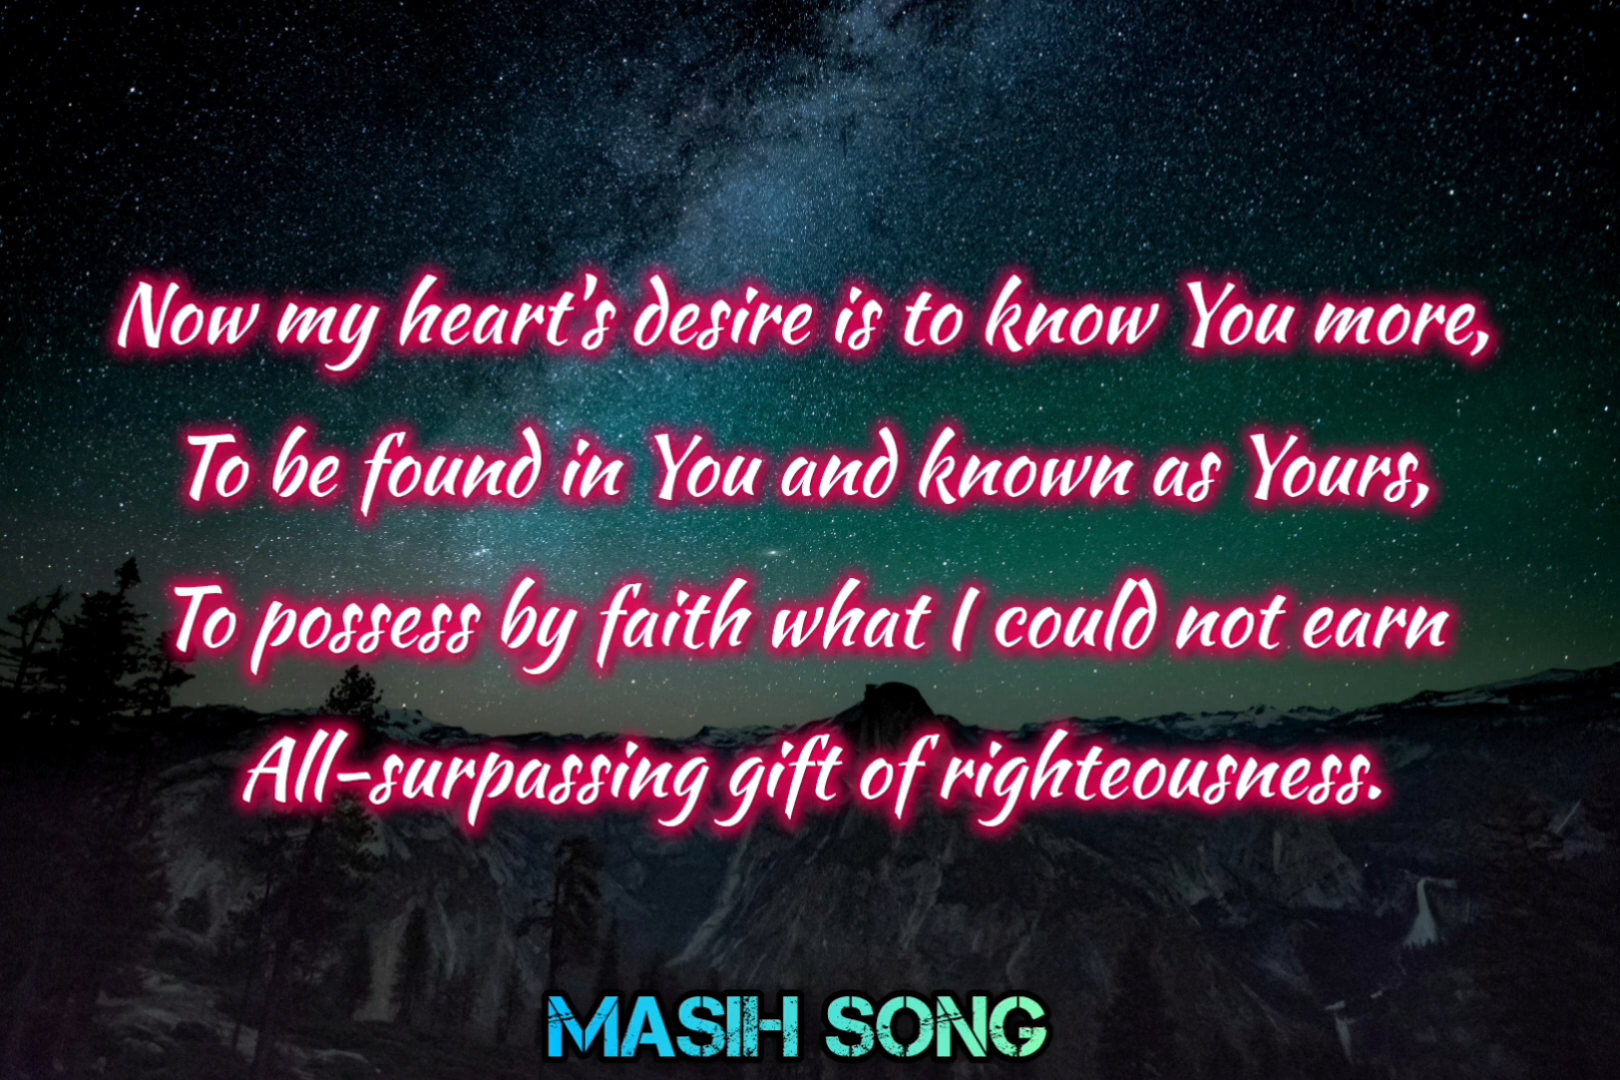 Now my heart's desire is to know You more,
To be found in You and known as Yours,
To possess by faith what I could not earn
All-surpassing gift of righteousness.
MASIH SONG